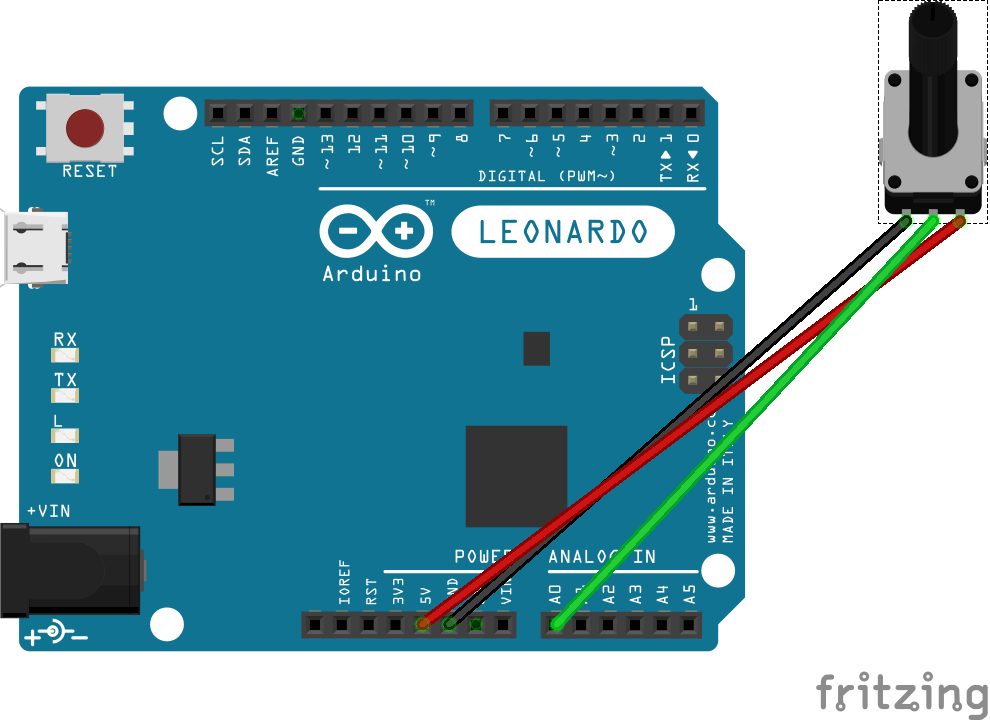 RESET
SCL
SDA
AREF
GND
~13
12
~11
~10
~9
8
7
~6
~5
4
~3
2
TX▶1
RX◀0
DIGITAL (PWM~)
TM
LEONARDO
Arduino
1
ICSP
RX
TX
L
ON
+VIN
www.arduino.cc
MADE IN ITALY
POWER
ANALOG IN
IOREF
RST
3V3
5V
GND
VIN
A0
A1
A2
A3
A4
A5
+
−
fritzing